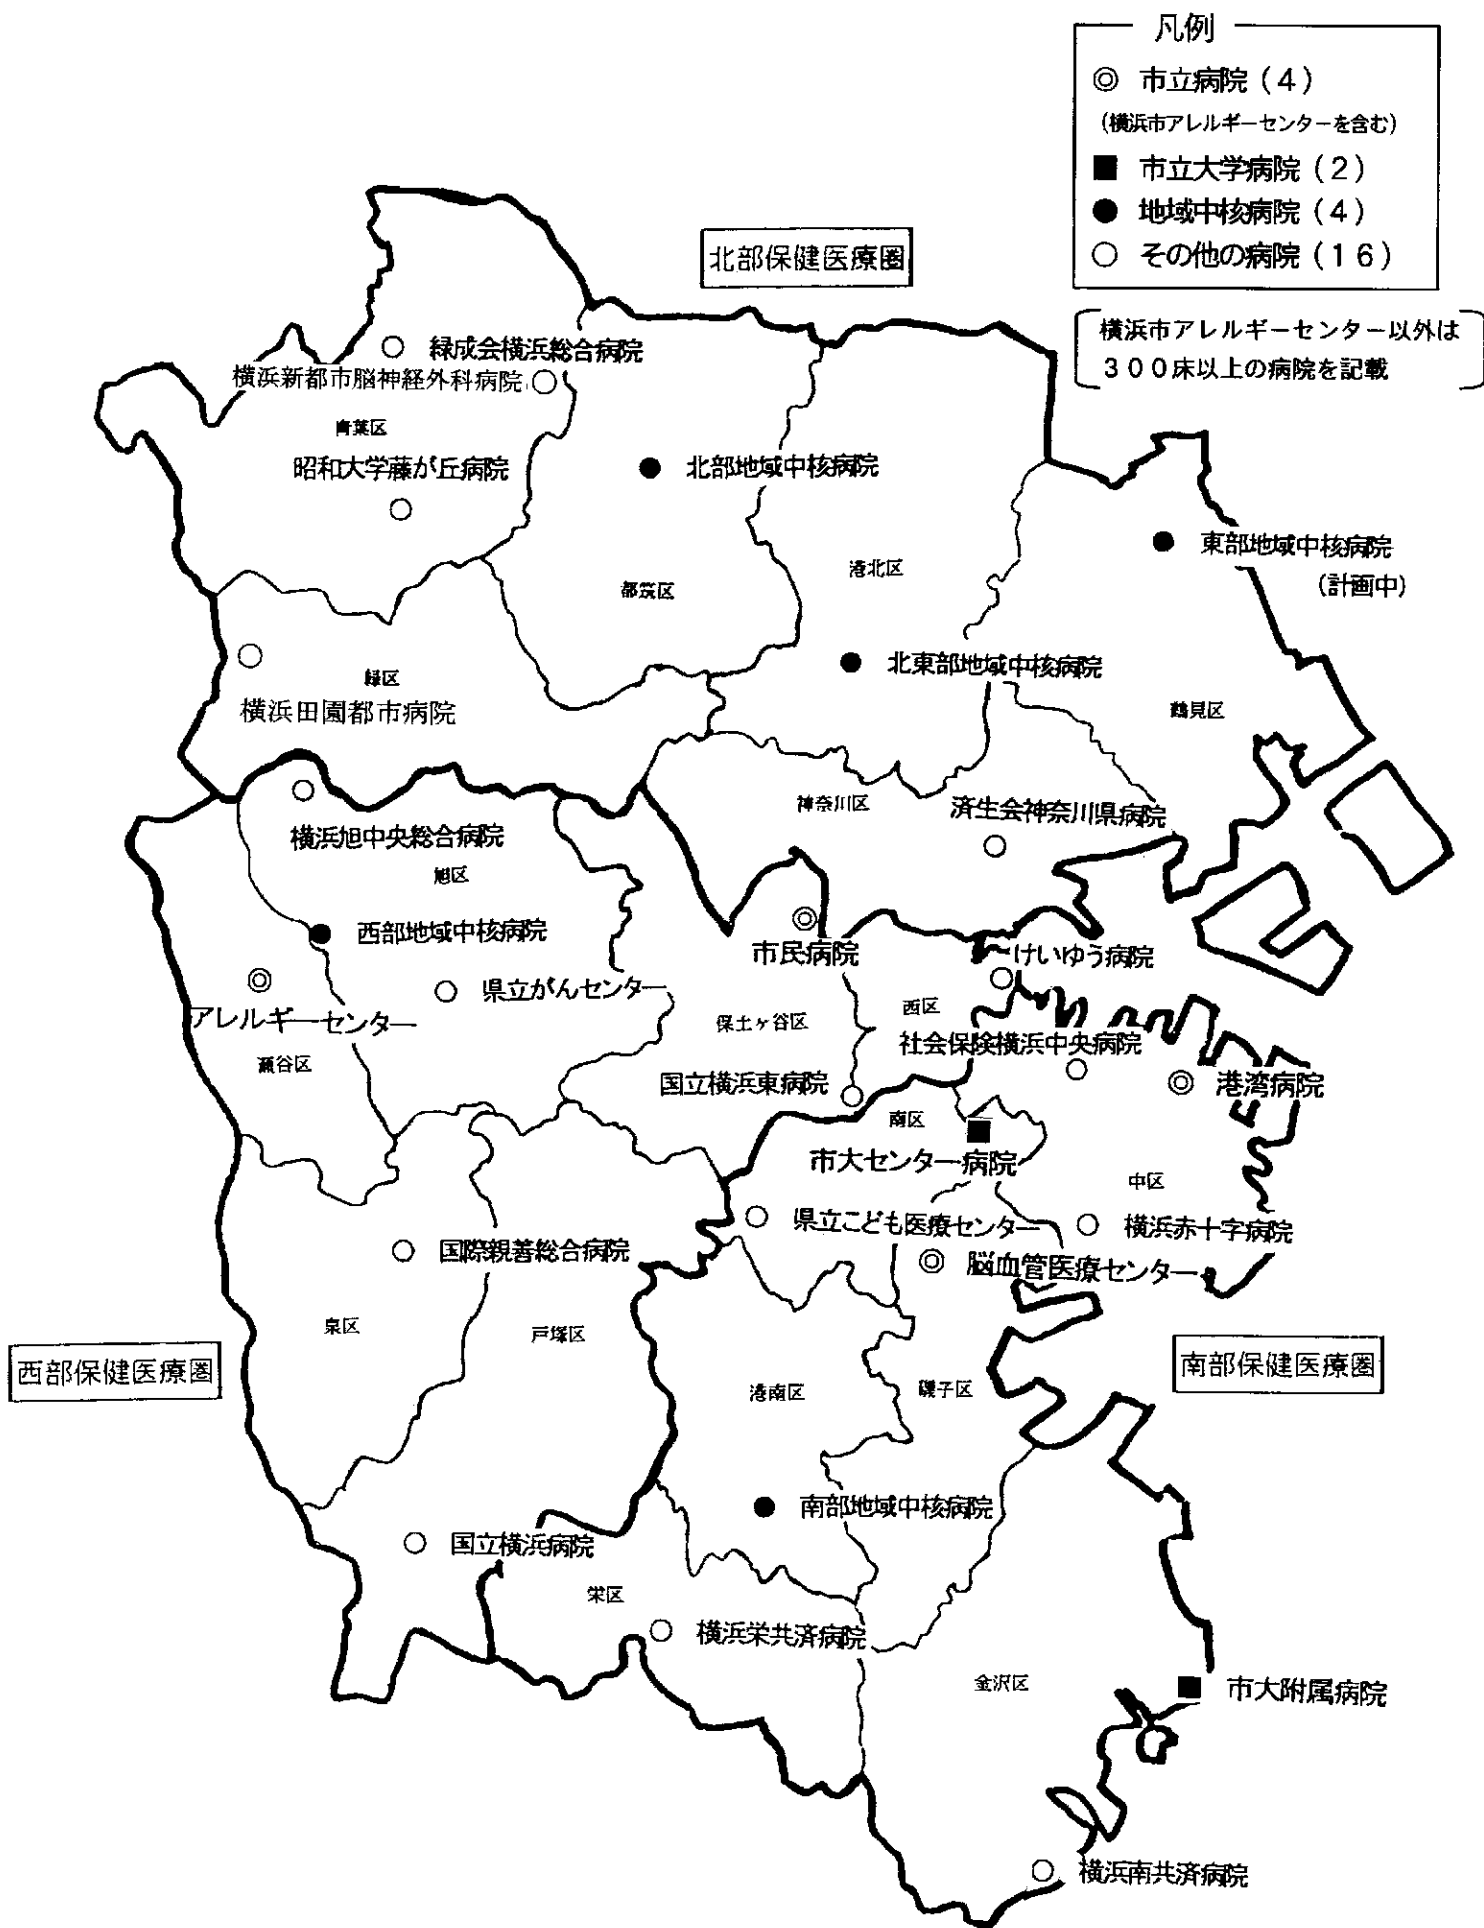 凡例
◎ 市立病院（4）
（横浜市アレルギーセンターを含む）
■ 市立大学病院（2）
● 地域中核病院（4）
○ その他の病院（16）
横浜市アレルギーセンター以外は
300床以上の病院を記載
北部保健医療圏
緑成会横浜総合病院
横浜新都市脳神経外科病院
青葉区
昭和大学藤が丘病院
北部地域中核病院
東部地域中核病院
（計画中）
港北区
都筑区
北東部地域中核病院
緑区
横浜田園都市病院
鶴見区
神奈川区
済生会神奈川県病院
横浜旭中央総合病院
旭区
西部地域中核病院
市民病院
けいゆう病院
県立がんセンター
アレルギーセンター
保土ヶ谷区
西区
社会保険横浜中央病院
瀬谷区
国立横浜東病院
港湾病院
南区
市大センター病院
中区
県立こども医療センター
横浜赤十字病院
国際親善総合病院
脳血管医療センター
泉区
戸塚区
西部保健医療圏
南部保健医療圏
港南区
磯子区
南部地域中核病院
国立横浜病院
栄区
横浜栄共済病院
金沢区
市大附属病院
横浜南共済病院